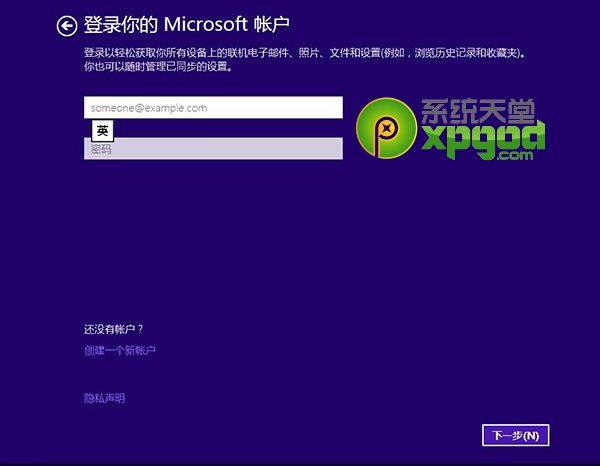 登录你的 Microsoft 帐户
登录以轻松获取你所有设备上的联机电子邮件、照片、文件和设置(例如，浏览历史记录和收藏夹)。
你也可以随时管理已同步的设置。
someone@example.com
英
密码
系统天堂
xpgod
.com
还没有帐户？
创建一个新帐户
隐私声明
下一步(N)